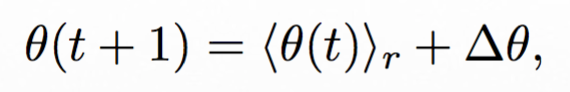 θ(t + 1) = ⟨θ(t)⟩r + Δθ,